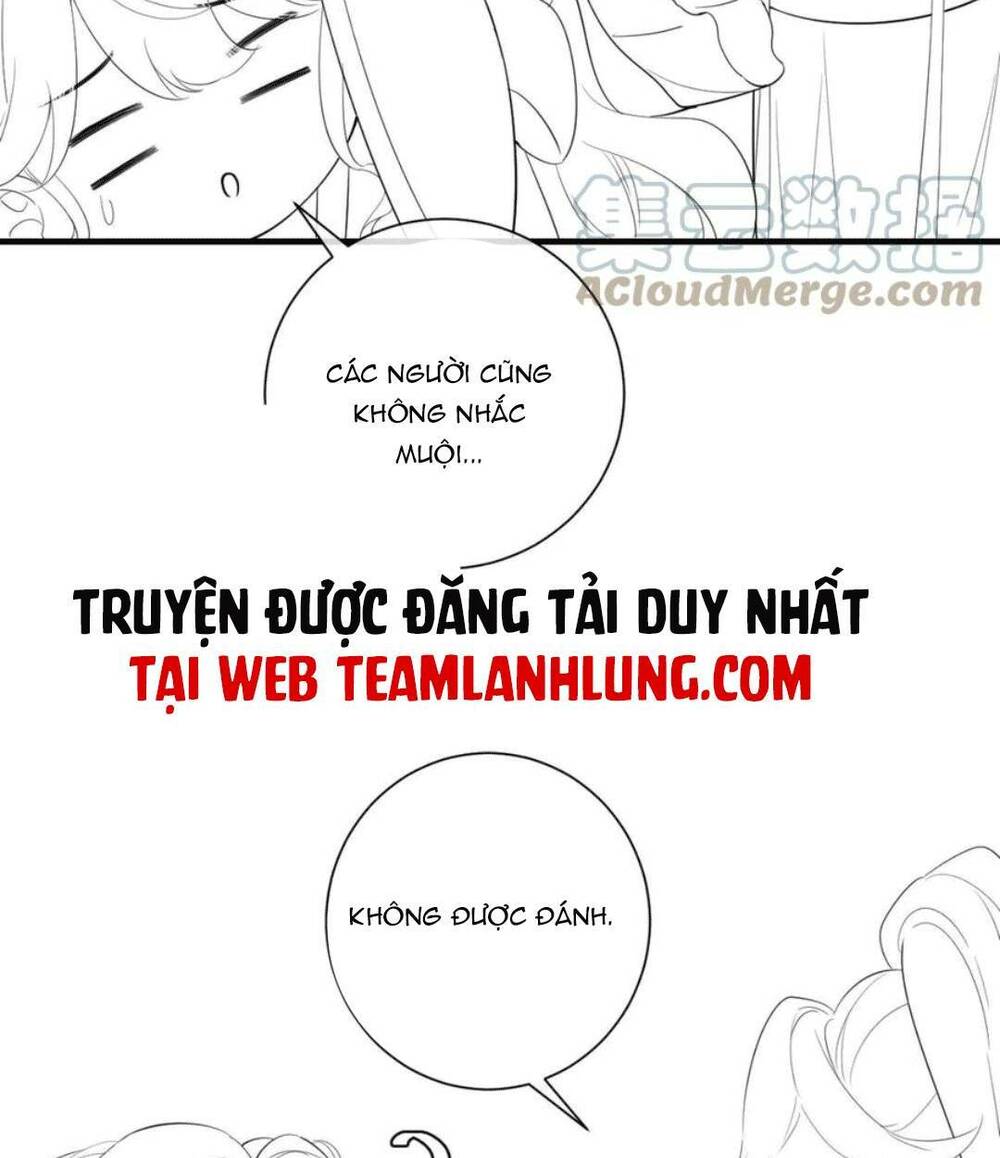 集云数据
ACloudMerge.com
CÁC NGƯỜI CŨNG
KHÔNG NHẮC
MUỘI...
TRUYỆN ĐƯỢC ĐĂNG TẢI DUY NHẤT
TẠI WEB TEAMLANHLUNG.COM
KHÔNG ĐƯỢC ĐÁNH.